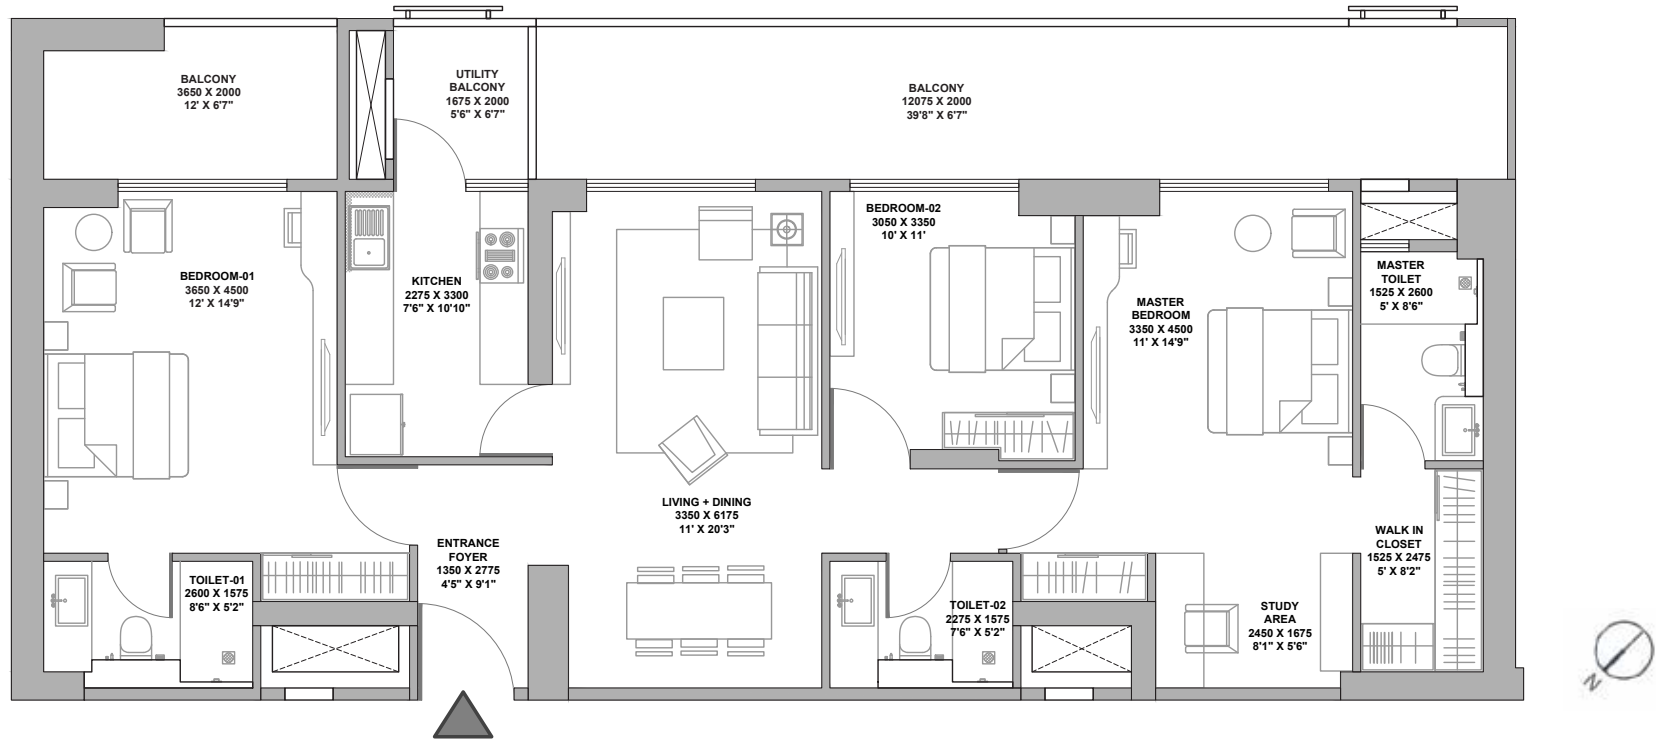 BALCONY
3650 X 2000
12' X 6'7"
UTILITY
BALCONY
1675 X 2000
5'6" X 6'7"
BALCONY
12075 X 2000
39'8" X 6'7"
BEDROOM-01
3650 X 4500
12' X 14'9"
KITCHEN
2275 X 3300
7'6" X 10'10"
BEDROOM-02
3050 X 3350
10' X 11'
MASTER
BEDROOM
3350 X 4500
11' X 14'9"
MASTER
TOILET
1525 X 2600
5' X 8'6"
LIVING + DINING
3350 X 6175
11' X 20'3"
ENTRANCE
FOYER
1350 X 2775
4'5" X 9'1"
WALK IN
CLOSET
1525 X 2475
5' X 8'2"
TOILET-01
2600 X 1575
8'6" X 5'2"
TOILET-02
2275 X 1575
7'6" X 5'2"
STUDY
AREA
2450 X 1675
8'1" X 5'6"
N